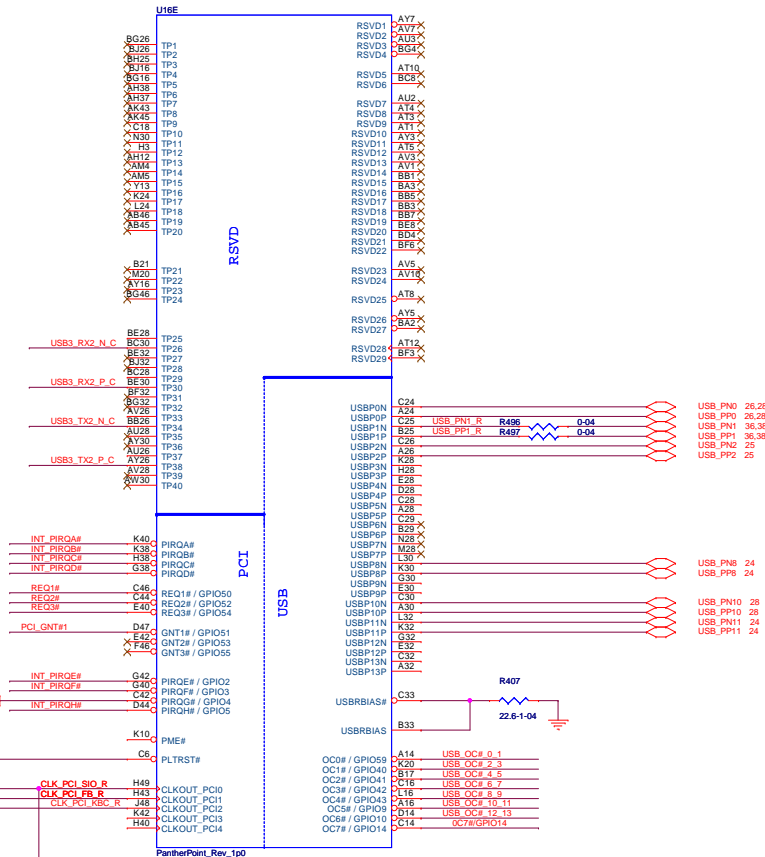 U16E
BG26 TP1
BJ26 TP2
BH25 TP3
BJ16 TP4
BG16 TP5
AH38 TP6
AH37 TP7
AK43 TP8
AK45 TP9
C18 TP10
N30 TP11
H3 TP12
AH12 TP13
AM4 TP14
AM5 TP15
Y13 TP16
K24 TP17
L24 TP18
AB46 TP19
AB45 TP20
B21 TP21
M20 TP22
AY16 TP23
BG46 TP24
BE28 TP25
USB3_RX2_N_C BC30 TP26
BE32 TP27
BJ32 TP28
BC28 TP29
USB3_RX2_P_C BE30 TP30
BF32 TP31
BG32 TP32
AV26 TP33
USB3_TX2_N_C BB26 TP34
AU28 TP35
AY30 TP36
AU26 TP37
USB3_TX2_P_C AY26 TP38
AV28 TP39
AW30 TP40
RSVD
RSVD1 AY7
RSVD2 AV7
RSVD3 AU3
RSVD4 BG4
RSVD5 AT10
RSVD6 BC8
RSVD7 AU2
RSVD8 AT4
RSVD9 AT3
RSVD10 AT1
RSVD11 AY3
RSVD12 AT5
RSVD13 AV3
RSVD14 AV1
RSVD15 BB1
RSVD16 BA3
RSVD17 BB5
RSVD18 BB3
RSVD19 BB7
RSVD20 BE8
RSVD21 BD4
RSVD22 BF6
RSVD23 AV5
RSVD24 AV10
RSVD25 AT8
RSVD26 AY5
RSVD27 BA2
RSVD28 AT12
RSVD29 BF3
INT_PIRQA# K40 PIRQA#
INT_PIRQB# K38 PIRQB#
INT_PIRQC# H38 PIRQC#
INT_PIRQD# G38 PIRQD#
REQ1# C46 REQ1# / GPIO50
REQ2# C44 REQ2# / GPIO52
REQ3# E40 REQ3# / GPIO54
PCI_GNT#1 D47 GNT1# / GPIO51
E42 GNT2# / GPIO53
F46 GNT3# / GPIO55
INT_PIRQE# G42 PIRQE# / GPIO2
INT_PIRQF# G40 PIRQF# / GPIO3
C42 PIRQG# / GPIO4
INT_PIRQH# D44 PIRQH# / GPIO5
K10 PME#
C6 PLTRST#
CLK_PCI_SIO_R H49 CLKOUT_PCI0
CLK_PCI_FB_R H43 CLKOUT_PCI1
CLK_PCI_KBC_R J48 CLKOUT_PCI2
K42 CLKOUT_PCI3
H40 CLKOUT_PCI4
PCI
USB
USBP0N C24 USB_PN0 26,28
USBP0P A24 USB_PP0 26,28
USBP1N C25 USB_PN1_R R496 0-04 USB_PN1 36,38
USBP1P B25 USB_PP1_R R497 0-04 USB_PP1 36,38
USBP2N C26 USB_PN2 25
USBP2P A26 USB_PP2 25
USBP3N K28
USBP3P H28
USBP4N E28
USBP4P D28
USBP5N C28
USBP5P A28
USBP6N C29
USBP6P B29
USBP7N N28
USBP7P M28
USBP8N L30 USB_PN8 24
USBP8P K30 USB_PP8 24
USBP9N G30
USBP9P E30
USBP10N C30 USB_PN10 28
USBP10P A30 USB_PP10 28
USBP11N L32 USB_PN11 24
USBP11P K32 USB_PP11 24
USBP12N G32
USBP12P E32
USBP13N C32
USBP13P A32
USBRBIAS# C33
R407
22.6-1-04
USBRBIAS B33
OC0# / GPIO59 A14 USB_OC#_0_1
OC1# / GPIO40 K20 USB_OC#_2_3
OC2# / GPIO41 B17 USB_OC#_4_5
OC3# / GPIO42 C16 USB_OC#_6_7
OC4# / GPIO43 L16 USB_OC#_8_9
OC5# / GPIO9 A16 USB_OC#_10_11
OC6# / GPIO10 D14 USB_OC#_12_13
OC7# / GPIO14 C14 0C7#/GPIO14
PantherPoint_Rev_1p0